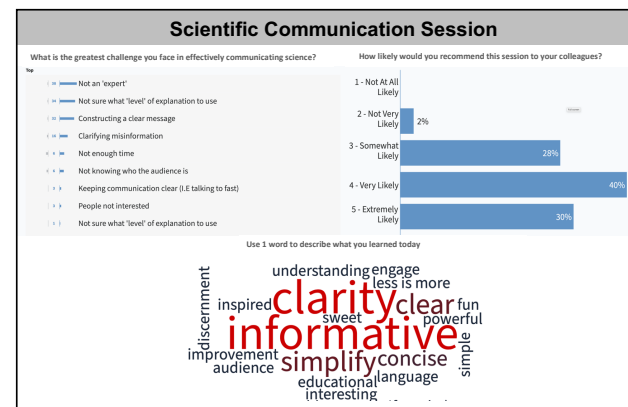 Scientific Communication Session
What is the greatest challenge you face in effectively communicating science?
Top
Not an 'expert'
Not sure what 'level' of explanation to use
Constructing a clear message
Clarifying misinformation
Not enough time
Not knowing who the audience is
Keeping communication clear (I.E talking to fast)
People not interested
Not sure what 'level' of explanation to use
How likely would you recommend this session to your colleagues?
1 - Not At All
Likely
2 - Not Very
Likely
2%
3 - Somewhat
Likely
28%
4 - Very Likely
40%
5 - Extremely
Likely
30%
Use 1 word to describe what you learned today
understanding engage
less is more
discernment
inspired
clarity
clear
fun
sweet
powerful
informative
simple
improvement
simplify
concise
audience
language
educational
interesting